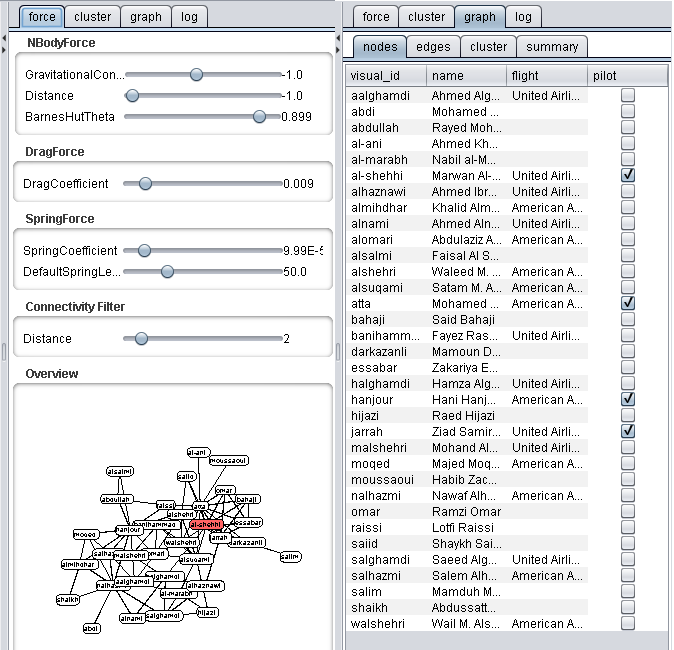 force cluster graph log
NBodyForce
GravitationalCon... -1.0
Distance -1.0
BarnesHutTheta 0.899
DragForce
DragCoefficient 0.009
SpringForce
SpringCoefficient 9.99E-5
DefaultSpringLe... 50.0
Connectivity Filter
Distance 2
Overview
al-ani
moussaoui
alsalmi
saiid
omar
abdullah
bahaji
raissi
atta
alshehri
essabar
banihammad
al-shehhi
hanjour
moqed
jarrah
darkazanli
walshehri
malshehri
salim
alsuqami
almihdhar
alhaznawi
al-marabh
shaikh
hijazi
alnami
salghamdi
abdi
force cluster graph log
nodes edges cluster summary
visual_id name flight pilot
aalghamdi Ahmed Alg... United Airli...
abdi Mohamed ...
abdullah Rayed Moh...
al-ani Ahmed Kh...
al-marabh Nabil al-M...
al-shehhi Marwan Al-... United Airli...
alhaznawi Ahmed Ibr... United Airli...
almihdhar Khalid Alm... American A...
alnami Ahmed Aln... United Airli...
alomari Abdulaziz A... American A...
alsalmi Faisal Al S...
alshehri Waleed M. ... American A...
alsuqami Satam M. A... American A...
atta Mohamed ... American A...
bahaji Said Bahaji
banihamm... Fayez Ras... United Airli...
darkazanli Mamoun D...
essabar Zakariya E...
halghamdi Hamza Alg... United Airli...
hanjour Hani Hanj... American A...
hijazi Raed Hijazi
jarrah Ziad Samir... United Airli...
malshehri Mohand Al... United Airli...
moqed Majed Moq... American A...
moussaoui Habib Zac...
nalhazmi Nawaf Alh... American A...
omar Ramzi Omar
raissi Lotfi Raissi
saiid Shaykh Sai...
salghamdi Saeed Alg... United Airli...
salhazmi Salem Alh... American A...
salim Mamduh M...
shaikh Abdussatt...
walshehri Wail M. Als... American A...